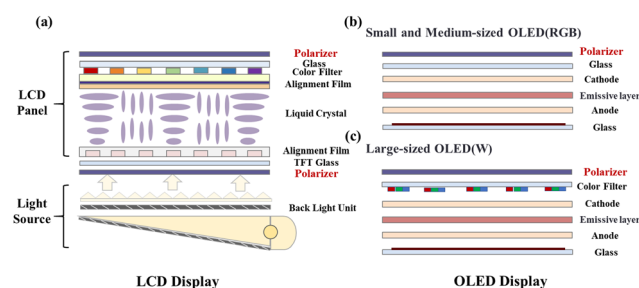 (a)
LCD Panel
Polarizer
Glass
Color Filter
Alignment Film
Liquid Crystal
Alignment Film
TFT Glass
Polarizer
Light Source
Back Light Unit
LCD Display
(b)
Small and Medium-sized OLED(RGB)
Polarizer
Glass
Cathode
Emissive layer
Anode
Glass
(c)
Large-sized OLED(W)
Polarizer
Color Filter
Cathode
Emissive layer
Anode
Glass
OLED Display